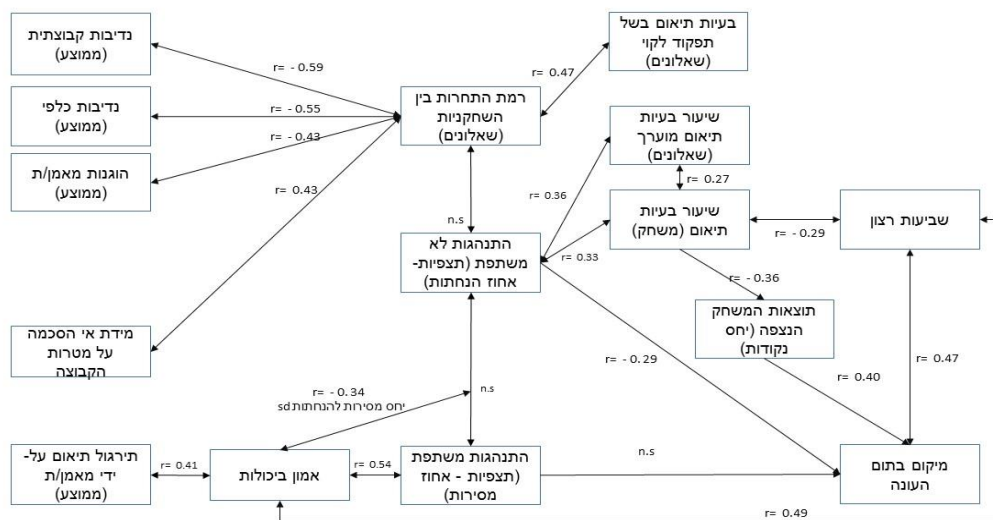 נדיבות קבוצתית
(ממוצע)
נדיבות כלפי
(ממוצע)
הוגנות מאמן/ת
(ממוצע)
מידת אי הסכמה
על מטרות
הקבוצה
תירגול תיאום על-
ידי מאמן/ת
(ממוצע)
אמון ביכולות
רמת התחרות בין
השחקניות
(שאלונים)
התנהגות לא
משתפת (תצפיות-
אחוז הנחתות)
התנהגות משתפת
(תצפיות - אחוז
מסירות)
בעיות תיאום בשל
תפקוד לקוי
(שאלונים)
שיעור בעיות
תיאום מוערך
(שאלונים)
שיעור בעיות
תיאום (משחק)
תוצאות המשחק
הנצפה (יחס
נקודות)
שביעות רצון
מיקום בתום
העונה
r= - 0.59
r= - 0.55
r= - 0.43
r= 0.43
r= 0.47
n.s
r= 0.36
r= 0.27
r= 0.33
r= - 0.29
r= - 0.36
r= 0.47
r= 0.40
r= - 0.29
n.s
r= - 0.34
יחס מסירות להנחתות sd
r= 0.41
r= 0.54
n.s
r= 0.49